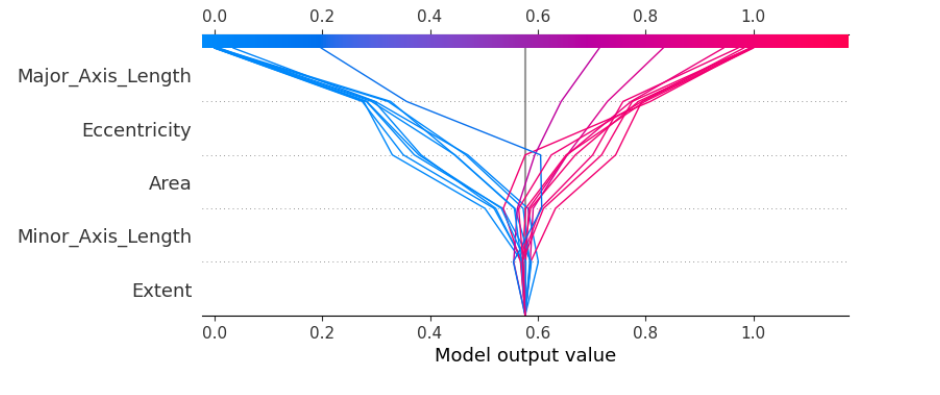 0.0 0.2 0.4 0.6 0.8 1.0
Major_Axis_Length
Eccentricity
Area
Minor_Axis_Length
Extent
0.0 0.2 0.4 0.6 0.8 1.0
Model output value